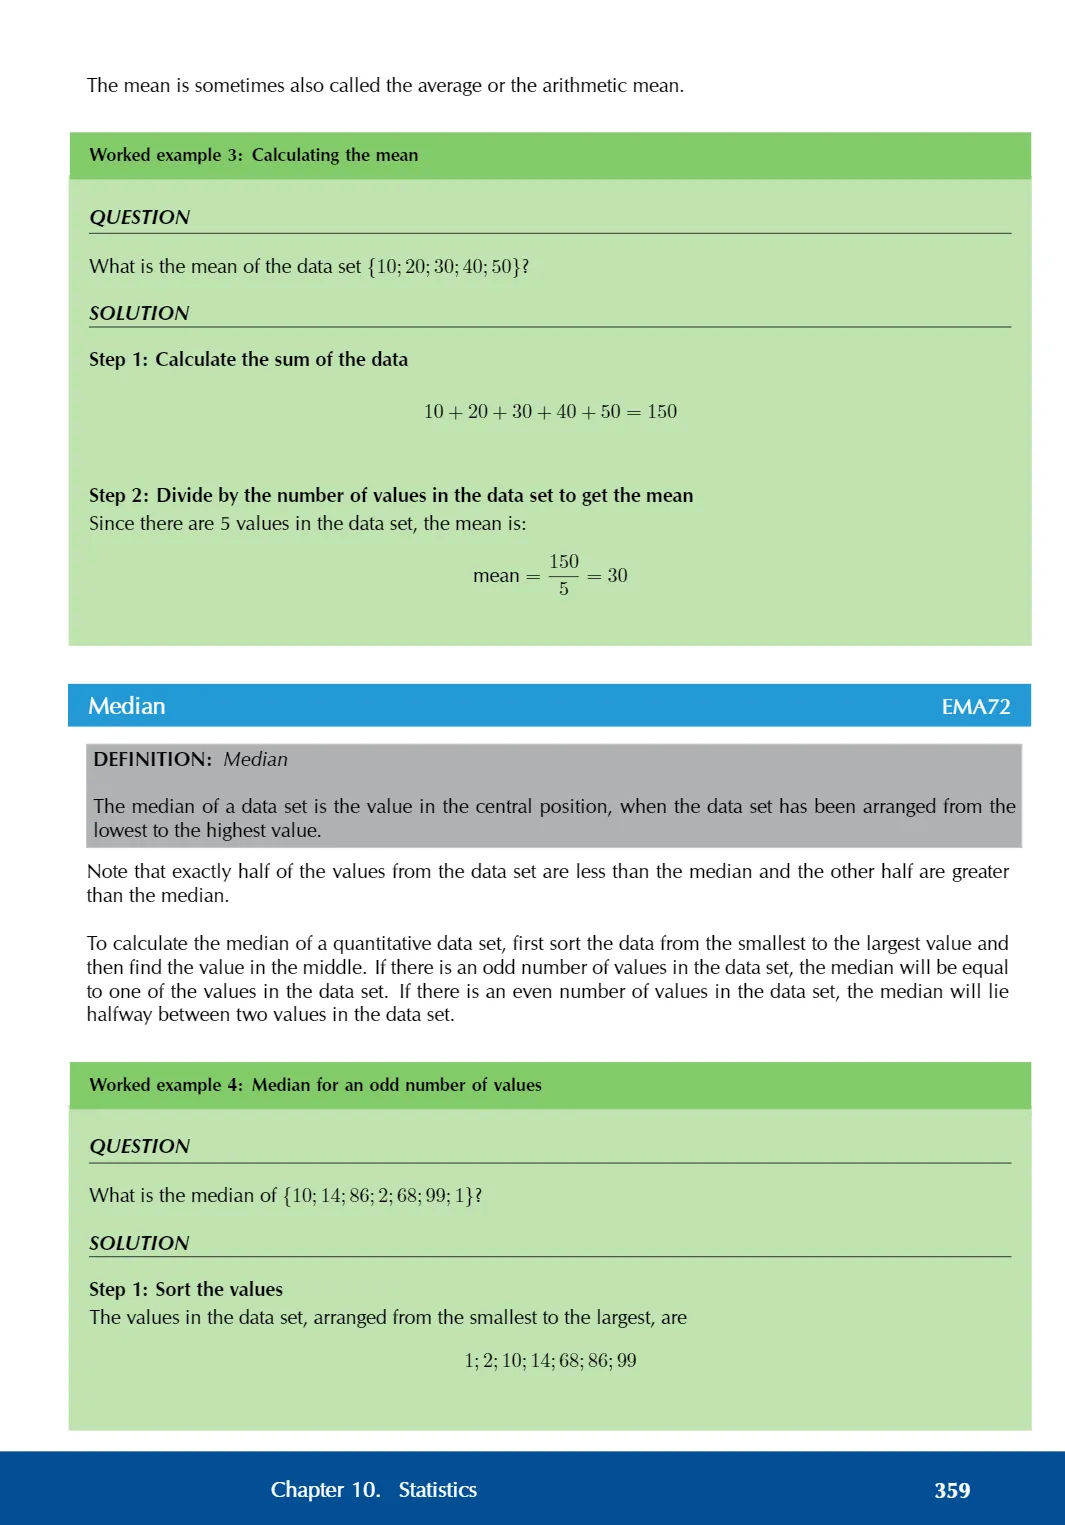 The mean is sometimes also called the average or the arithmetic mean.
Worked example 3: Calculating the mean
QUESTION
What is the mean of the data set {10; 20; 30; 40; 50}?
SOLUTION
Step 1: Calculate the sum of the data
10 + 20 + 30 + 40 + 50 = 150
Step 2: Divide by the number of values in the data set to get the mean
Since there are 5 values in the data set, the mean is:
mean = 150/5 = 30
Median EMA72
DEFINITION: Median
The median of a data set is the value in the central position, when the data set has been arranged from the
lowest to the highest value.
Note that exactly half of the values from the data set are less than the median and the other half are greater
than the median.
To calculate the median of a quantitative data set, first sort the data from the smallest to the largest value and
then find the value in the middle. If there is an odd number of values in the data set, the median will be equal
to one of the values in the data set. If there is an even number of values in the data set, the median will lie
halfway between two values in the data set.
Worked example 4: Median for an odd number of values
QUESTION
What is the median of {10; 14; 86; 2; 68; 99; 1}?
SOLUTION
Step 1: Sort the values
The values in the data set, arranged from the smallest to the largest, are
1; 2; 10; 14; 68; 86; 99
Chapter 10. Statistics 359